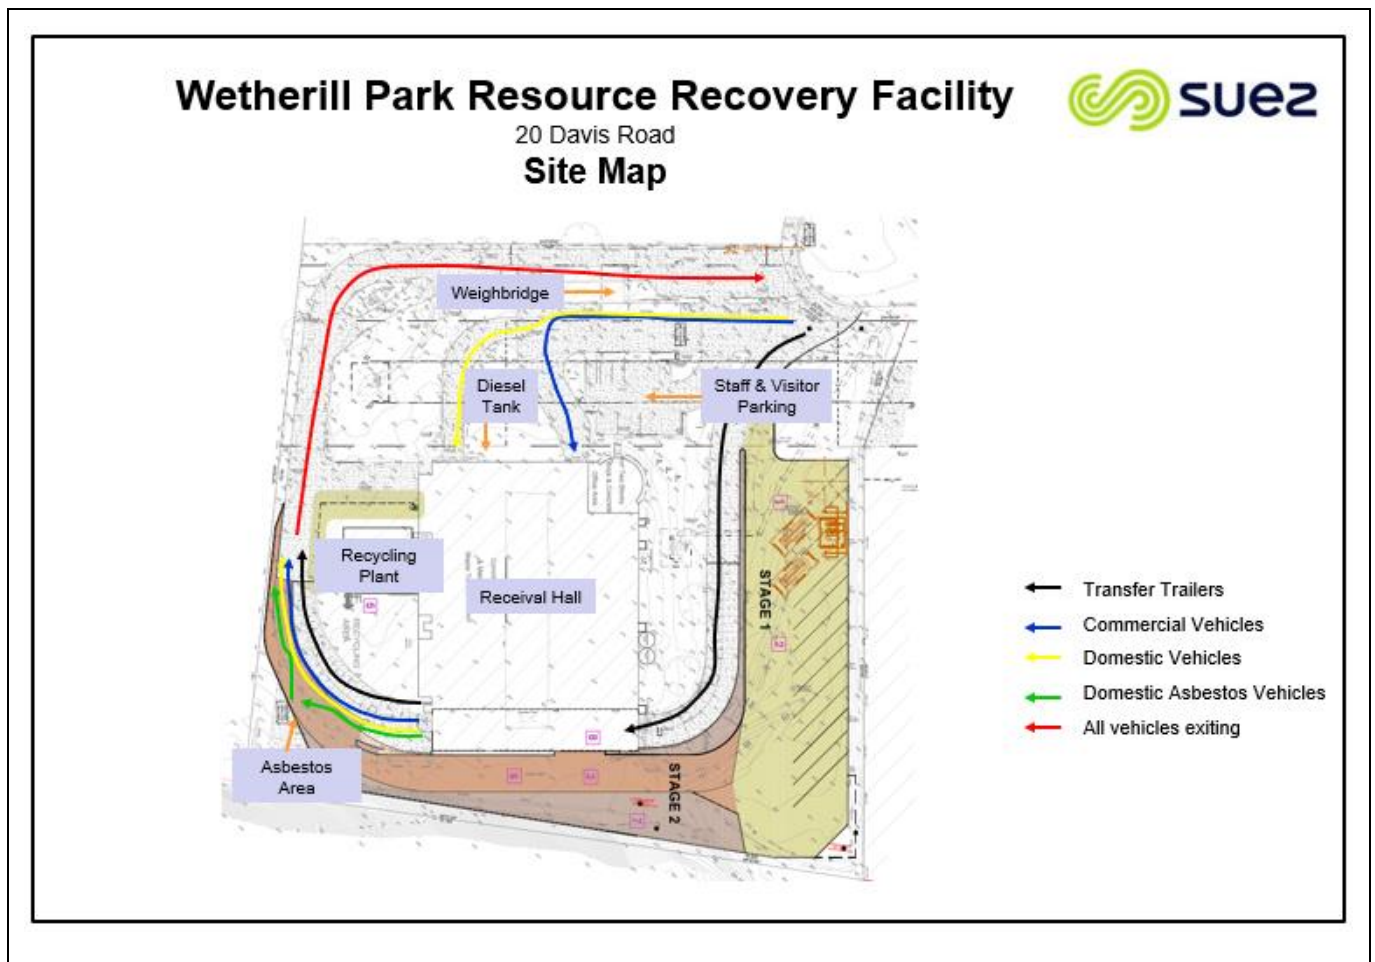 Wetherill Park Resource Recovery Facility
suez
20 Davis Road
Site Map
Weighbridge
Diesel
Tank
Staff & Visitor
Parking
Recycling
Plant
Receival Hall
STAGE 1
STAGE 2
Asbestos
Area
Transfer Trailers
Commercial Vehicles
Domestic Vehicles
Domestic Asbestos Vehicles
All vehicles exiting